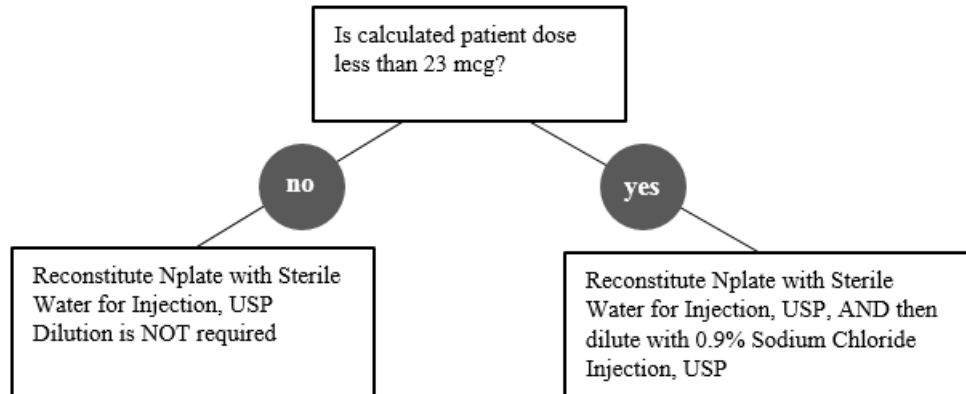 Is calculated patient dose
less than 23 mcg?
no
yes
Reconstitute Nplate with Sterile
Water for Injection, USP
Dilution is NOT required
Reconstitute Nplate with Sterile
Water for Injection, USP, AND then
dilute with 0.9% Sodium Chloride
Injection, USP